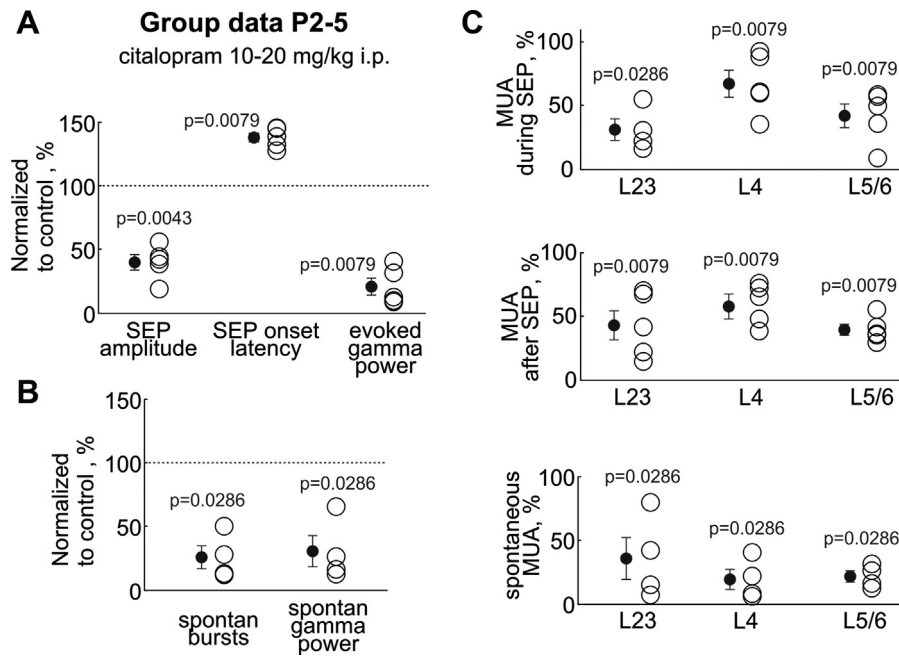 A
Group data P2-5
citalopram 10-20 mg/kg i.p.
Normalized
to control , %
150
100
50
0
p=0.0043
p=0.0079
p=0.0079
SEP
amplitude
SEP onset
latency
evoked
gamma
power
B
Normalized
to control , %
150
100
50
0
p=0.0286
p=0.0286
spontan
bursts
spontan
gamma
power
C
MUA
during SEP, %
100
50
0
p=0.0286
p=0.0079
p=0.0079
L23
L4
L5/6
MUA
after SEP, %
100
50
0
p=0.0079
p=0.0079
p=0.0079
L23
L4
L5/6
spontaneous
MUA, %
100
50
0
p=0.0286
p=0.0286
p=0.0286
L23
L4
L5/6